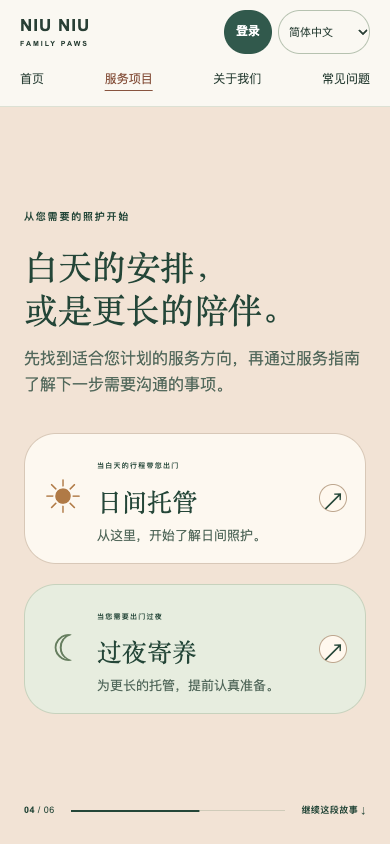 NIU NIU
FAMILY PAWS
登录
简体中文
首页
服务项目
关于我们
常见问题
从您需要的照护开始
白天的安排，
或是更长的陪伴。
先找到适合您计划的服务方向，再通过服务指南
了解下一步需要沟通的事项。
当白天的行程带您出门
日间托管
从这里，开始了解日间照护。
当您需要出门过夜
过夜寄养
为更长的托管，提前认真准备。
04 / 06
继续这段故事 ↓